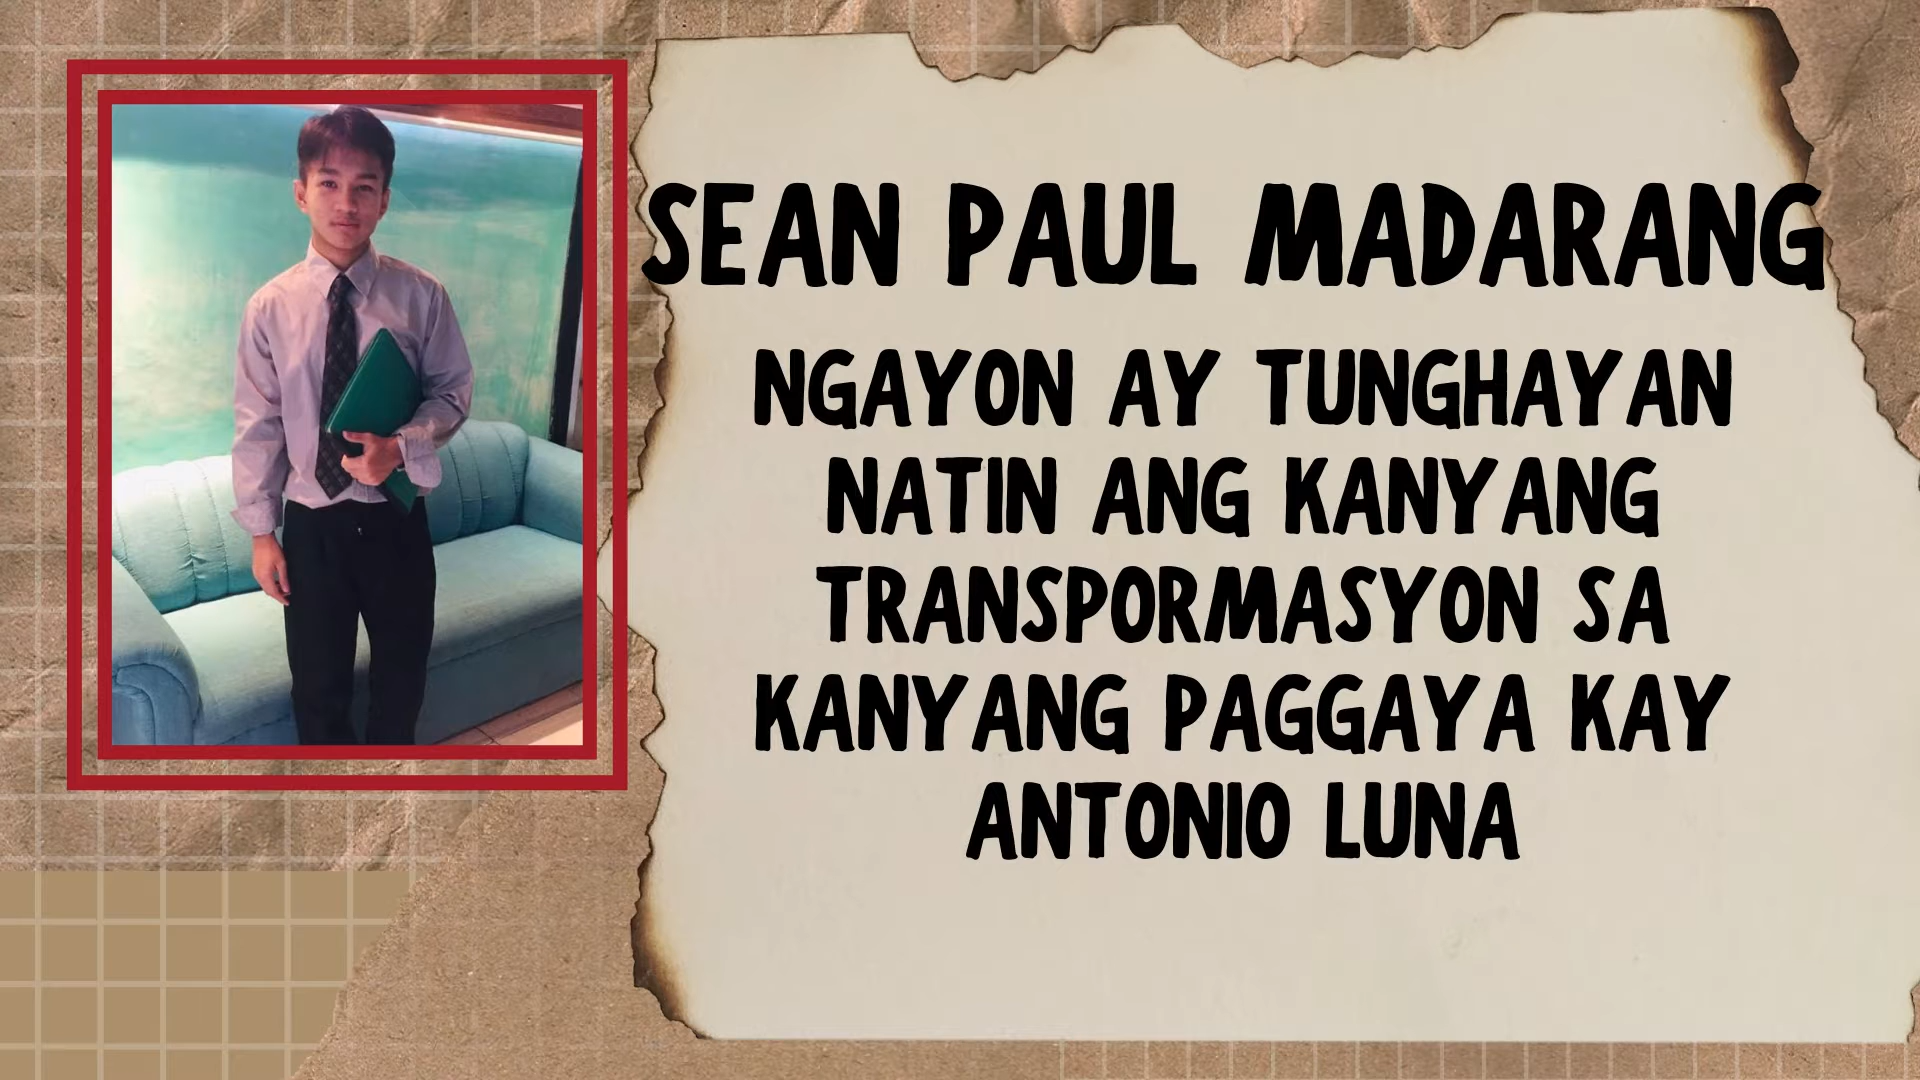 SEAN PAUL MADARANG
NGAYON AY TUNGHAYAN
NATIN ANG KANYANG
TRANSPORMASYON SA
KANYANG PAGGAYA KAY
ANTONIO LUNA